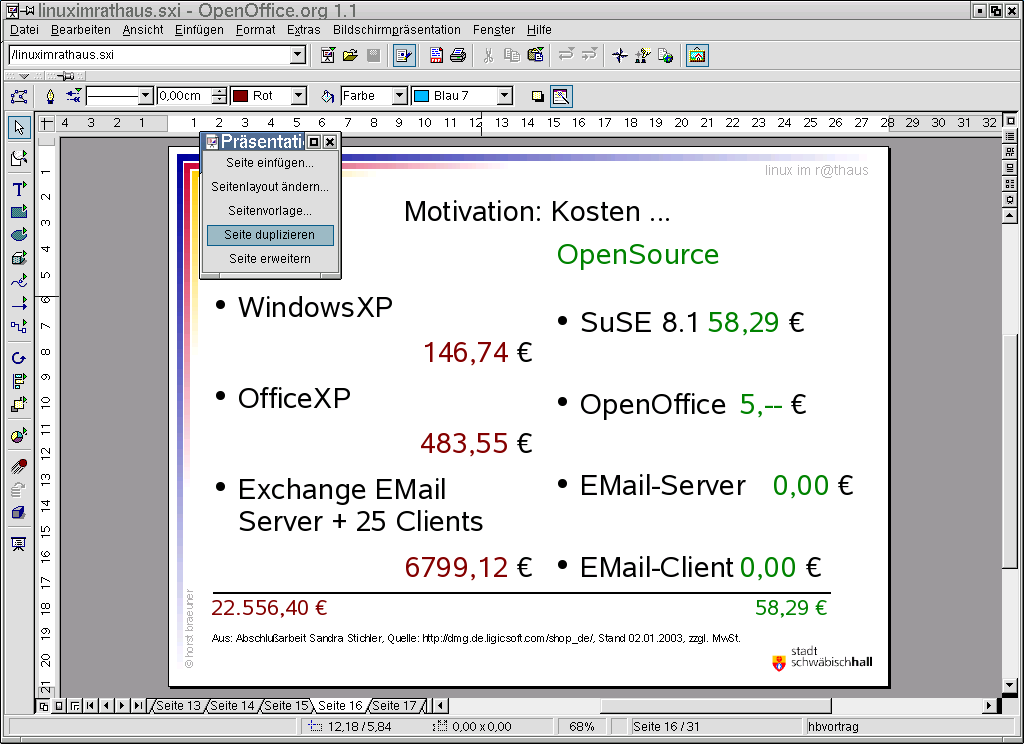 linuximrathaus.sxi - OpenOffice.org 1.1
Datei Bearbeiten Ansicht Einfügen Format Extras Bildschirmpräsentation Fenster Hilfe
/linuximrathaus.sxi
0,00cm Rot Farbe Blau 7
4 3 2 1 1 2 3 4 5 6 7 8 9 10 11 12 13 14 15 16 17 18 19 20 21 22 23 24 25 26 27 28 29 30 31 32
1
2
3
4
5
6
7
8
9
10
11
12
13
14
15
16
17
18
19
20
21
Präsentati
Seite einfügen...
Seitenlayout ändern...
Seitenvorlage...
Seite duplizieren
Seite erweitern
linux im r@thaus
Motivation: Kosten ...
OpenSource
• WindowsXP
146,74 €
• OfficeXP
483,55 €
• Exchange EMail
Server + 25 Clients
6799,12 €
• SuSE 8.1 58,29 €
• OpenOffice 5,-- €
• EMail-Server 0,00 €
• EMail-Client 0,00 €
22.556,40 € 58,29 €
Aus: Abschlußarbeit Sandra Stichler, Quelle: http://dmg.de.ligicsoft.com/shop_de/, Stand 02.01.2003, zzgl. MwSt.
© horst braeuner
stadt
schwäbischhall
Seite 13 Seite 14 Seite 15 Seite 16 Seite 17
12,18 / 5,84 0,00 x 0,00 68% Seite 16 / 31 hbvortrag